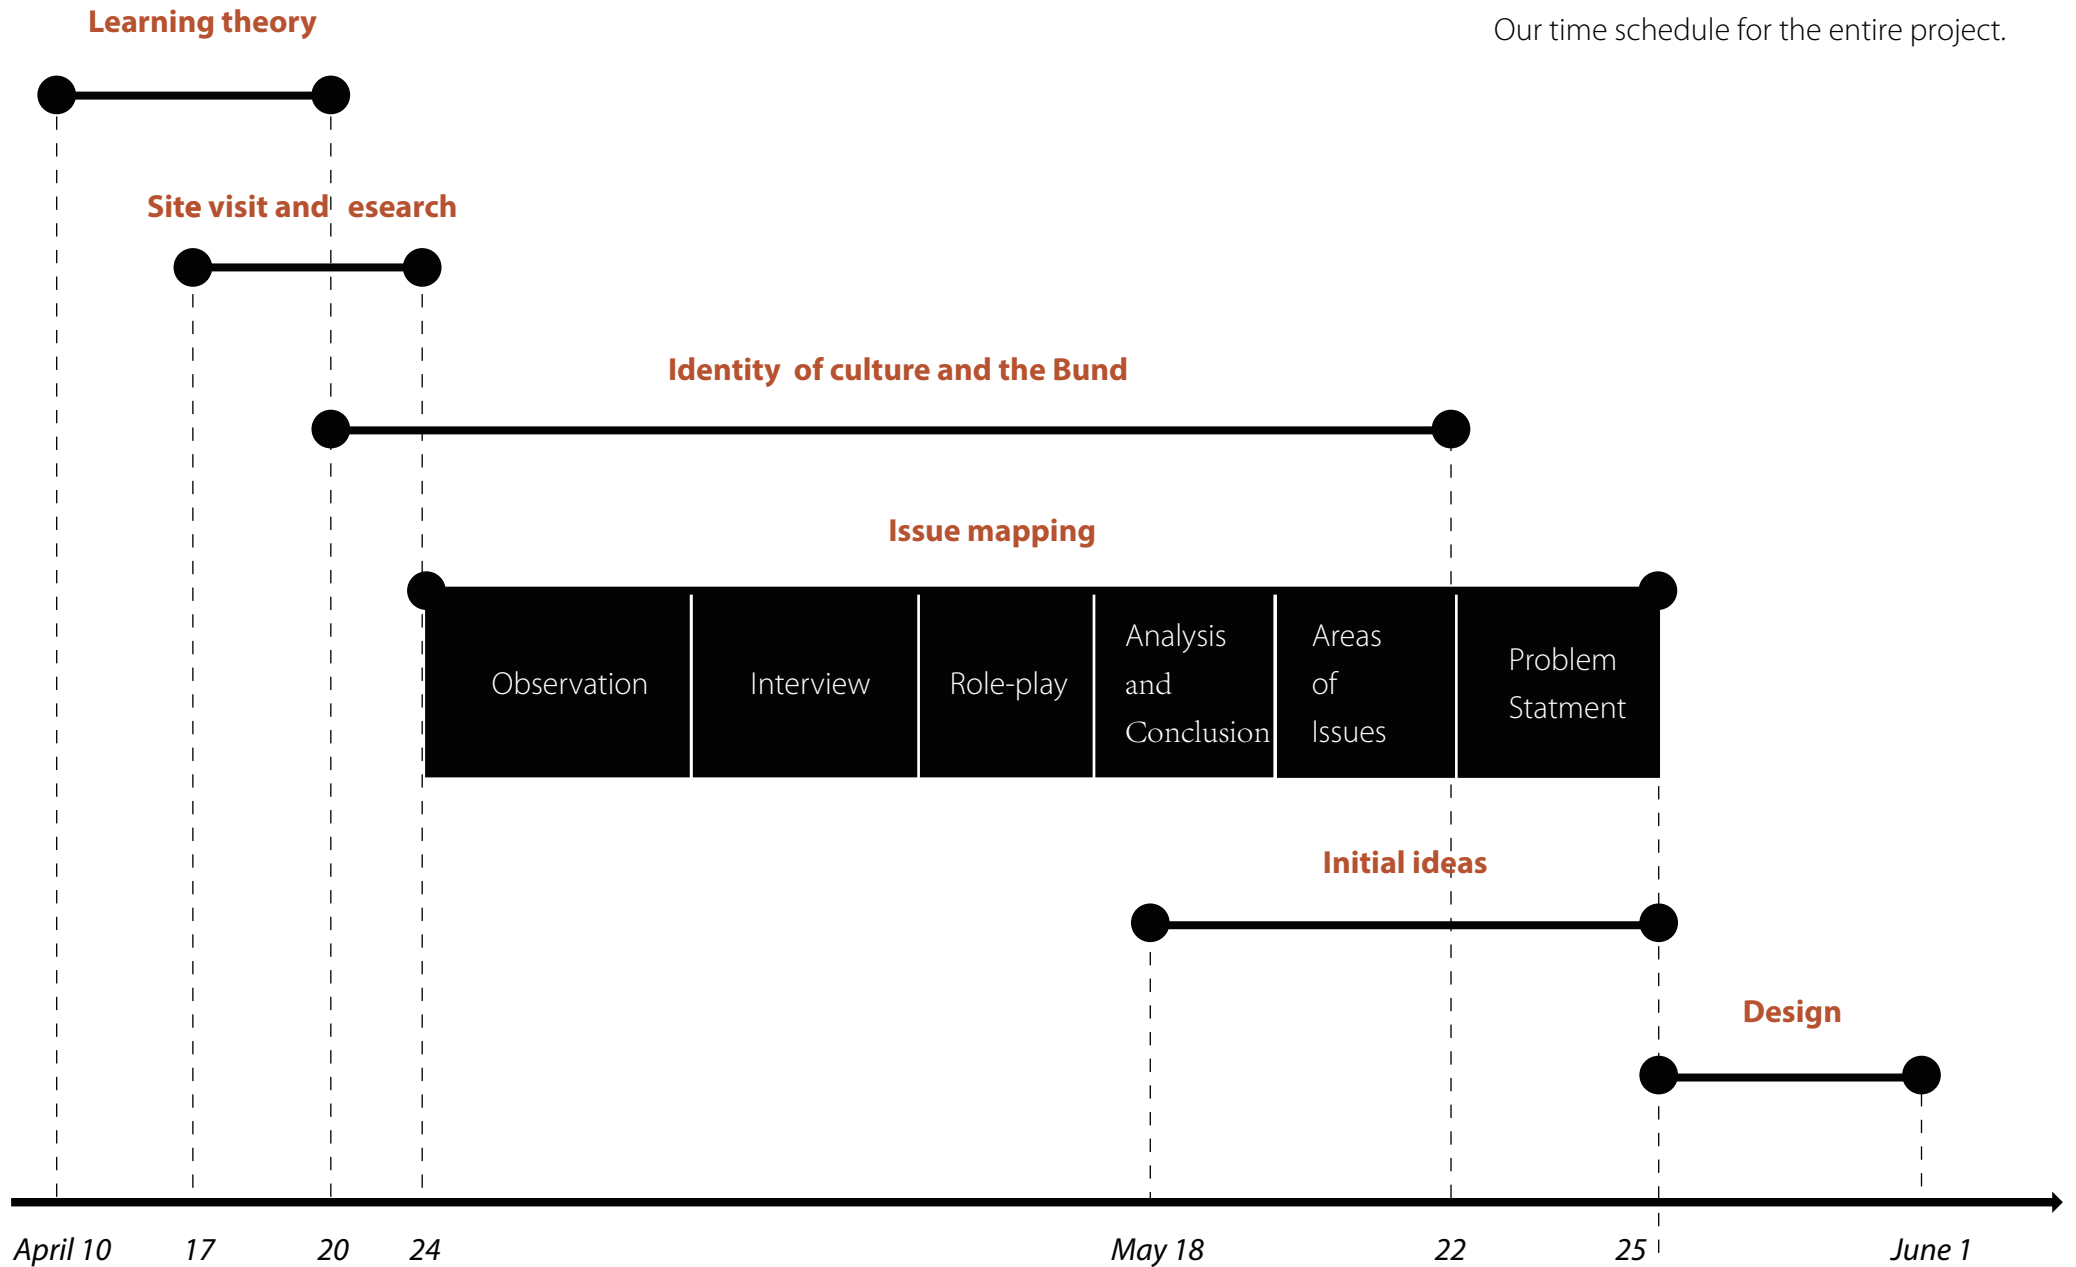 Learning theory
Our time schedule for the entire project.
Site visit and esearch
Identity of culture and the Bund
Issue mapping
Observation
Interview
Role-play
Analysis
and
Conclusion
Areas
of
Issues
Problem
Statment
Initial ideas
Design
April 10
17
20
24
May 18
22
25
June 1